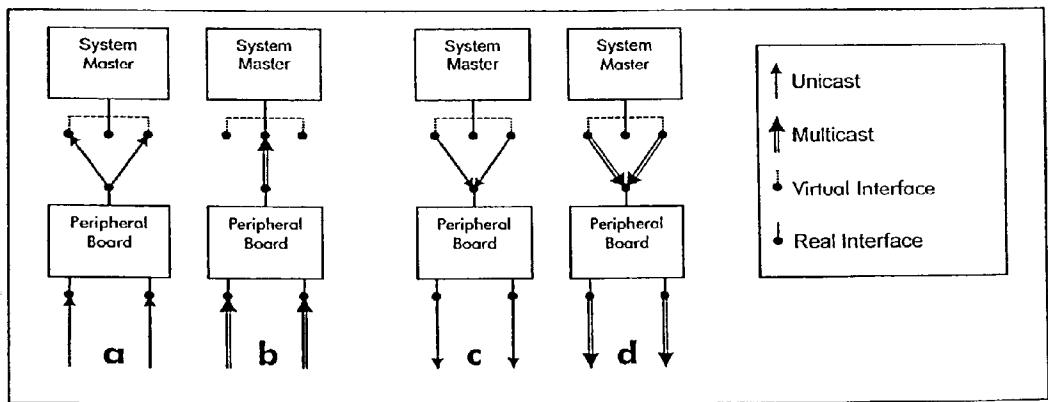 System
Master
System
Master
System
Master
System
Master
Peripheral
Board
Peripheral
Board
Peripheral
Board
Peripheral
Board
a
b
c
d
Unicast
Multicast
Virtual Interface
Real Interface